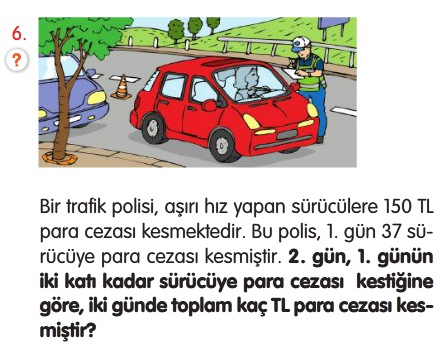 6.
?
Bir trafik polisi, aşırı hız yapan sürücülere 150 TL
para cezası kesmektedir. Bu polis, 1. gün 37 sü-
rücüye para cezası kesmiştir. 2. gün, 1. günün
iki katı kadar sürücüye para cezası kestiğine
göre, iki günde toplam kaç TL para cezası kes-
miştir?